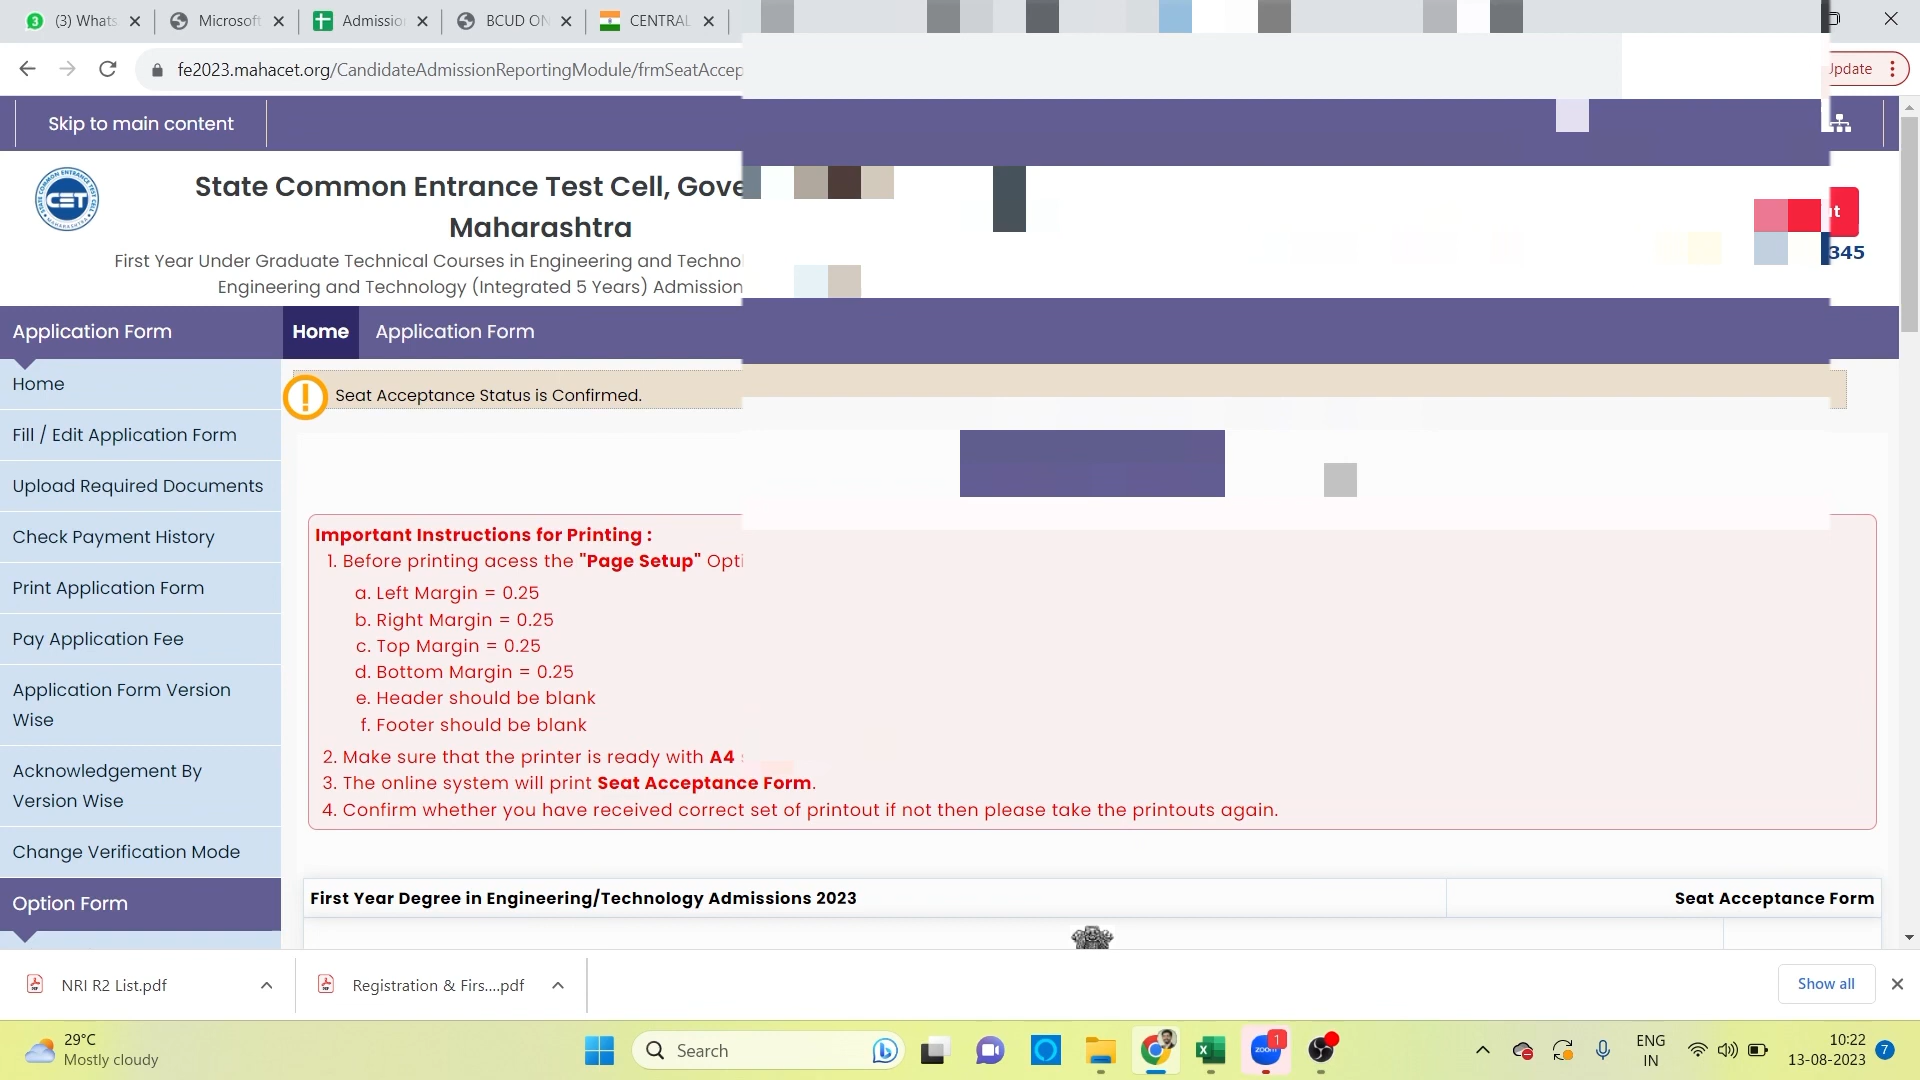 (3) Whats
Microsoft
Admissio
BCUD ON
CENTRAL
fe2023.mahacet.org/CandidateAdmissionReportingModule/frmSeatAccep
Update
Skip to main content
CET
State Common Entrance Test Cell, Gove
Maharashtra
345
First Year Under Graduate Technical Courses in Engineering and Techno
Engineering and Technology (Integrated 5 Years) Admission
Application Form
Home
Application Form
Home
Seat Acceptance Status is Confirmed.
Fill / Edit Application Form
Upload Required Documents
Check Payment History
Print Application Form
Pay Application Fee
Application Form Version
Wise
Acknowledgement By
Version Wise
Change Verification Mode
Option Form
Important Instructions for Printing :
1. Before printing acess the "Page Setup" Opti
a. Left Margin = 0.25
b. Right Margin = 0.25
c. Top Margin = 0.25
d. Bottom Margin = 0.25
e. Header should be blank
f. Footer should be blank
2. Make sure that the printer is ready with A4
3. The online system will print Seat Acceptance Form.
4. Confirm whether you have received correct set of printout if not then please take the printouts again.
First Year Degree in Engineering/Technology Admissions 2023
Seat Acceptance Form
NRI R2 List.pdf
Registration & Firs....pdf
Show all
29°C
Mostly cloudy
Search
zoom
1
ENG
IN
10:22
13-08-2023
7